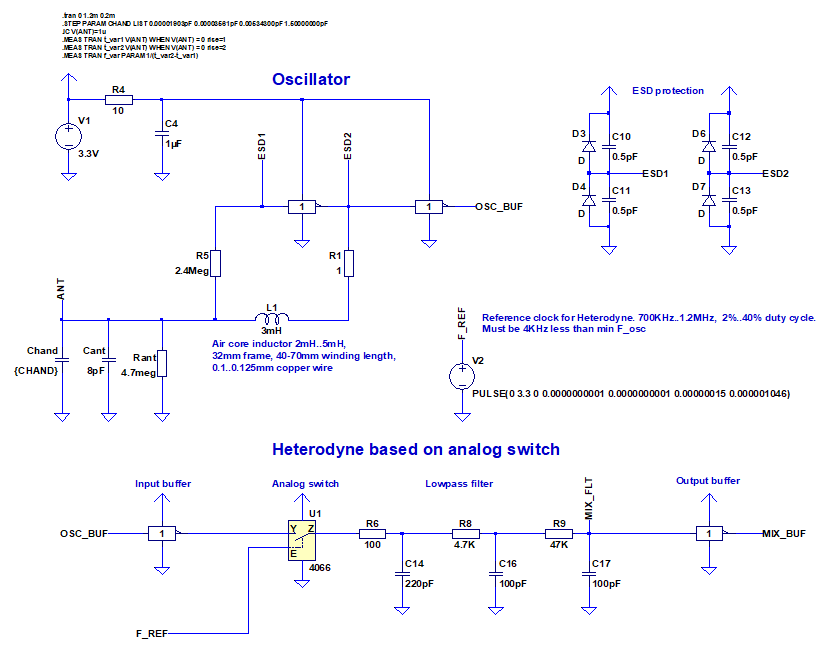 .tran 0 1.2m 0.2m
.STEP PARAM CHAND LIST 0.00001903pF 0.00003561pF 0.00534300pF 1.50000000pF
.IC V(ANT)=1u
.MEAS TRAN t_var1 V(ANT) WHEN V(ANT) = 0 rise=1
.MEAS TRAN t_var2 V(ANT) WHEN V(ANT) = 0 rise=2
.MEAS TRAN f_var PARAM 1/(t_var2-t_var1)
Oscillator
ESD protection
R4
10
V1
3.3V
C4
1µF
ESD1
ESD2
D3
D
C10
0.5pF
D6
D
C12
0.5pF
ESD1
ESD2
D4
D
C11
0.5pF
D7
D
C13
0.5pF
1
1
OSC_BUF
R5
2.4Meg
R1
1
ANT
L1
3mH
Air core inductor 2mH..5mH,
32mm frame, 40-70mm winding length,
0.1..0.125mm copper wire
Chand
{CHAND}
Cant
8pF
Rant
4.7meg
F_REF
Reference clock for Heterodyne. 700KHz..1.2MHz, 2%..40% duty cycle.
Must be 4KHz less than min F_osc
V2
PULSE(0 3.3 0 0.0000000001 0.0000000001 0.00000015 0.000001046)
Heterodyne based on analog switch
Input buffer
Analog switch
Lowpass filter
MIX_FLT
Output buffer
OSC_BUF
1
U1
Y
Z
E
4066
R6
100
R8
4.7K
R9
47K
1
MIX_BUF
C14
220pF
C16
100pF
C17
100pF
F_REF